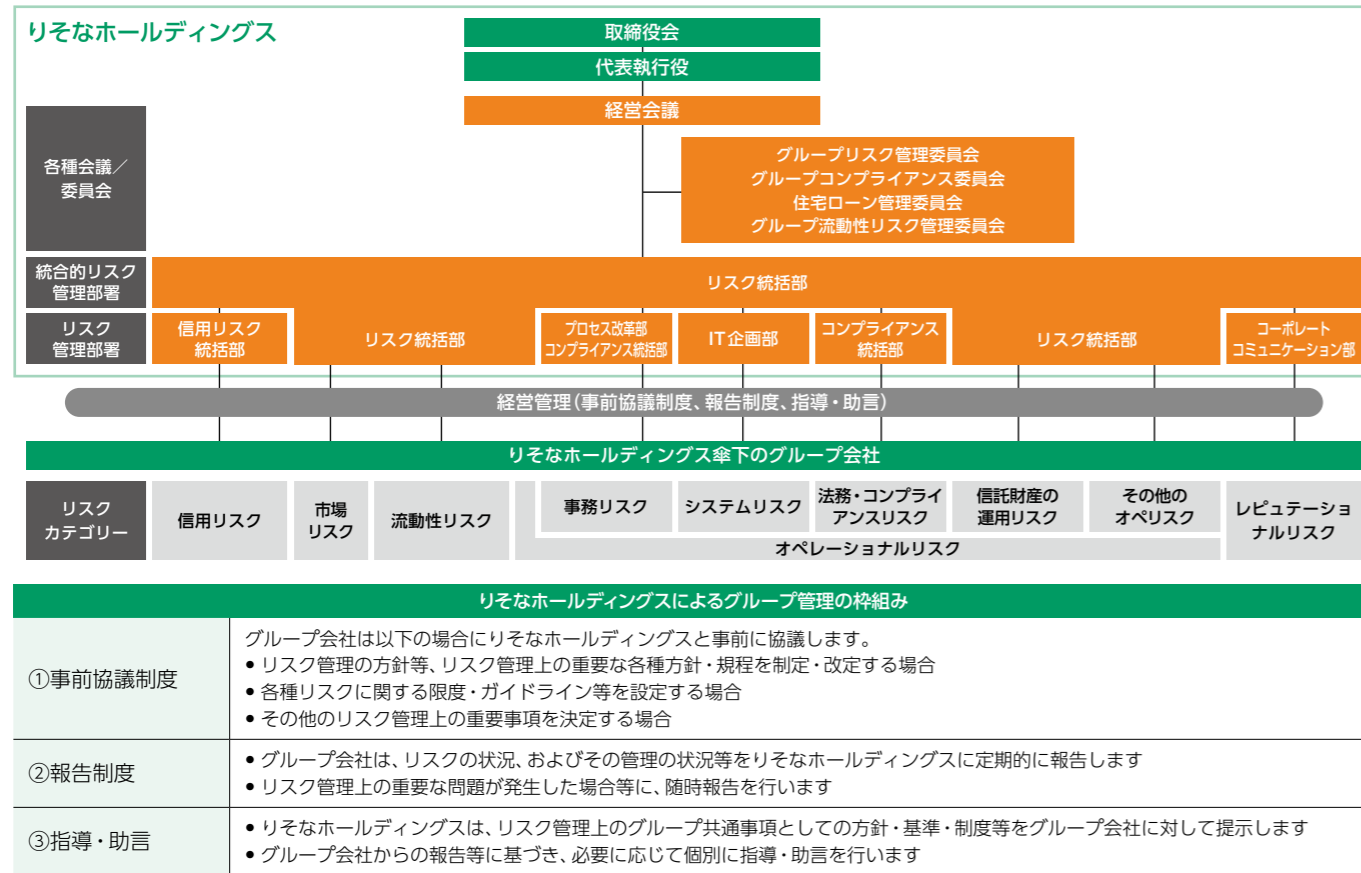 りそなホールディングス
取締役会
代表執行役
経営会議
各種会議／
委員会
グループリスク管理委員会
グループコンプライアンス委員会
住宅ローン管理委員会
グループ流動性リスク管理委員会
統合的リスク
管理部署
リスク統括部
リスク
管理部署
信用リスク
統括部
リスク統括部
プロセス改革部
コンプライアンス統括部
IT企画部
コンプライアンス
統括部
リスク統括部
コーポレート
コミュニケーション部
経営管理（事前協議制度、報告制度、指導・助言）
りそなホールディングス傘下のグループ会社
リスク
カテゴリー
信用リスク
市場
リスク
流動性リスク
事務リスク
システムリスク
法務・コンプライ
アンスリスク
信託財産の
運用リスク
その他の
オペリスク
オペレーショナルリスク
レピュテーショ
ナルリスク
りそなホールディングスによるグループ管理の枠組み
①事前協議制度
グループ会社は以下の場合にりそなホールディングスと事前に協議します。
● リスク管理の方針等、リスク管理上の重要な各種方針・規程を制定・改定する場合
● 各種リスクに関する限度・ガイドライン等を設定する場合
● その他のリスク管理上の重要事項を決定する場合
②報告制度
● グループ会社は、リスクの状況、およびその管理の状況等をりそなホールディングスに定期的に報告します
● リスク管理上の重要な問題が発生した場合等に、随時報告を行います
③指導・助言
● りそなホールディングスは、リスク管理上のグループ共通事項としての方針・基準・制度等をグループ会社に対して提示します
● グループ会社からの報告等に基づき、必要に応じて個別に指導・助言を行います